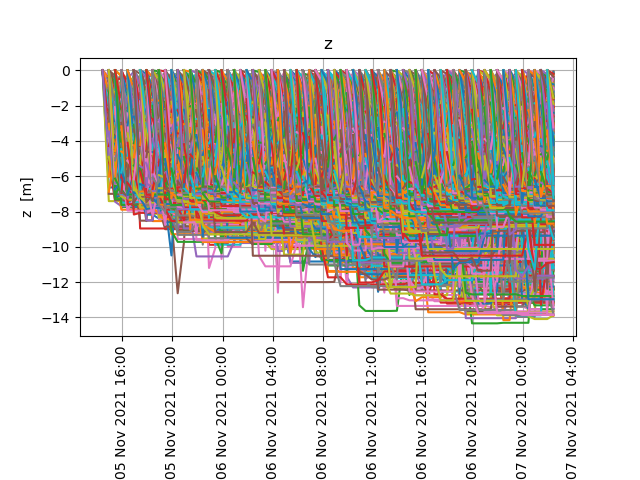 z
z [m]
0
−2
−4
−6
−8
−10
−12
−14
05 Nov 2021 16:00
05 Nov 2021 20:00
06 Nov 2021 00:00
06 Nov 2021 04:00
06 Nov 2021 08:00
06 Nov 2021 12:00
06 Nov 2021 16:00
06 Nov 2021 20:00
07 Nov 2021 00:00
07 Nov 2021 04:00